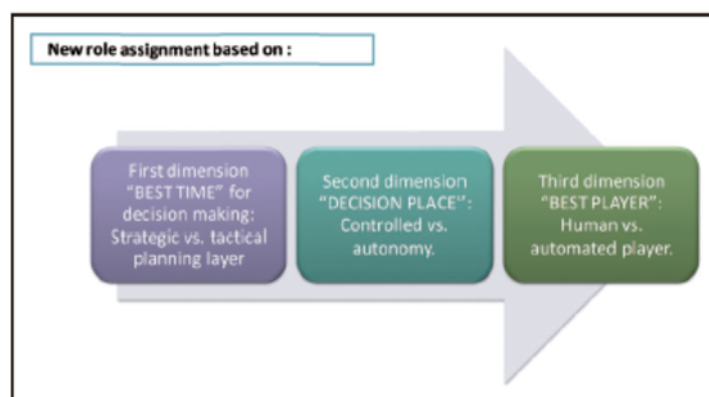 New role assignment based on :
First dimension
“BEST TIME” for
decision making:
Strategic vs. tactical
planning layer
Second dimension
“DECISION PLACE”:
Controlled vs.
autonomy.
Third dimension
“BEST PLAYER”:
Human vs.
automated player.